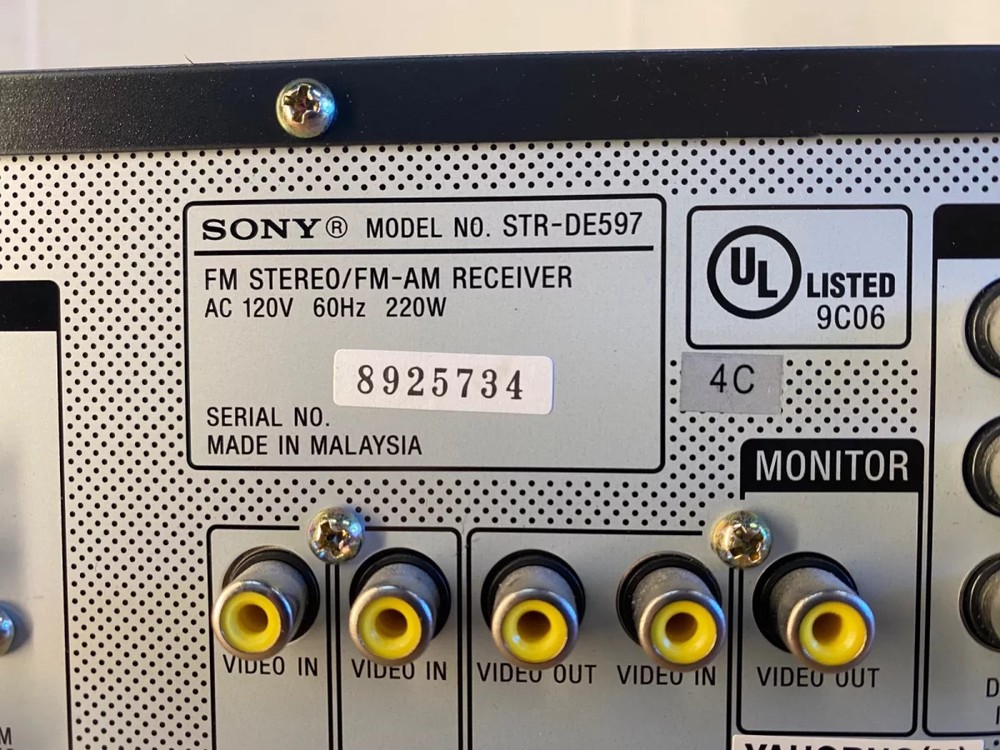 SONY® MODEL NO. STR-DE597
FM STEREO/FM-AM RECEIVER
AC 120V 60Hz 220W
8925734
SERIAL NO.
MADE IN MALAYSIA
UL LISTED
9C06
4C
MONITOR
VIDEO IN
VIDEO IN
VIDEO OUT
VIDEO IN
VIDEO OUT